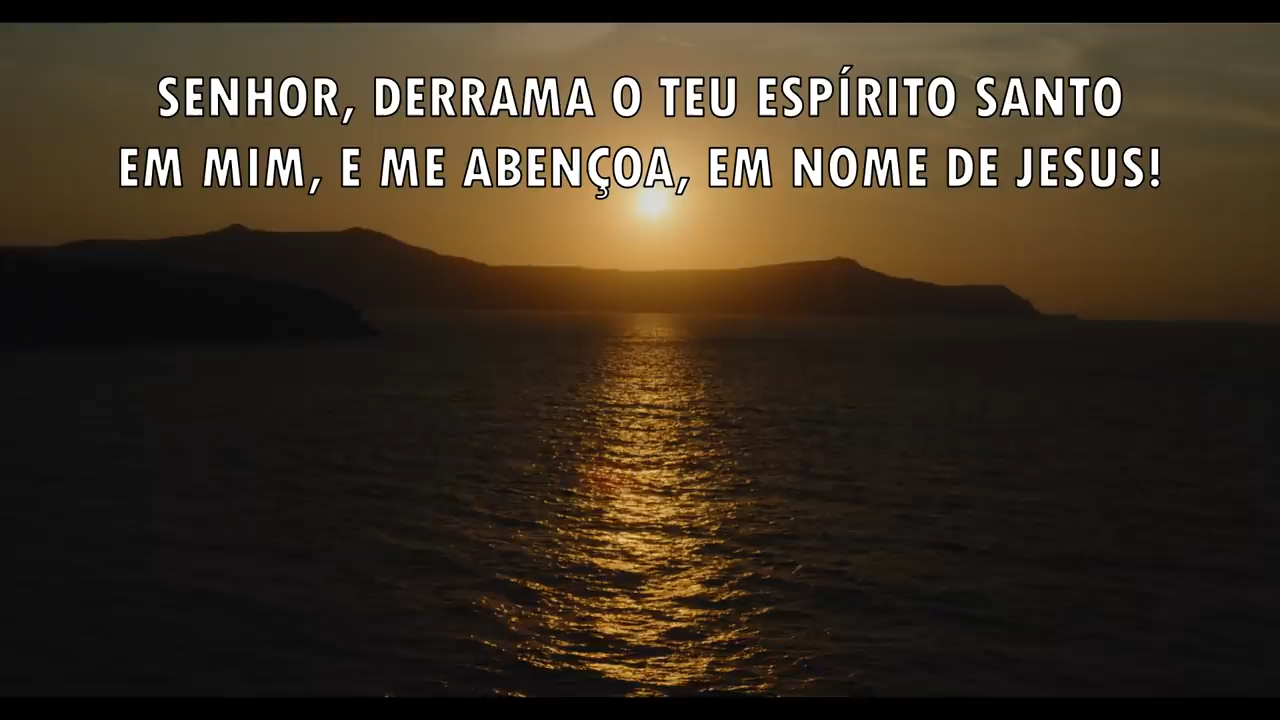 SENHOR, DERRAMA O TEU ESPÍRITO SANTO
EM MIM, E ME ABENÇOA, EM NOME DE JESUS!